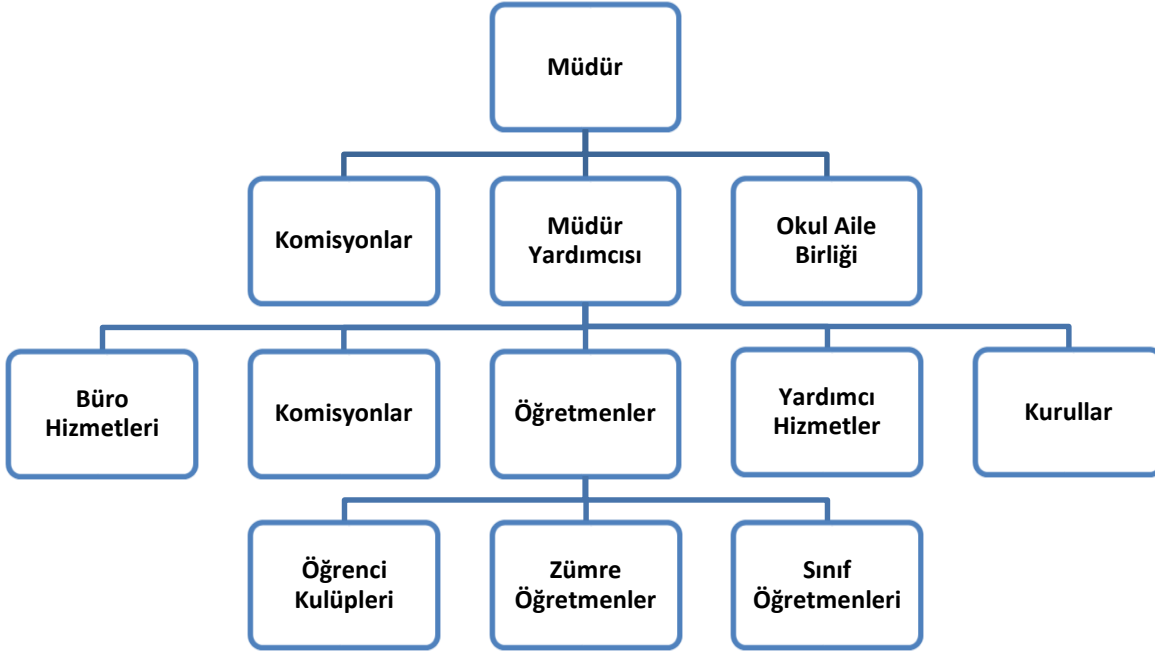 Müdür
Komisyonlar
Müdür
Yardımcısı
Okul Aile
Birliği
Büro
Hizmetleri
Komisyonlar
Öğretmenler
Yardımcı
Hizmetler
Kurullar
Öğrenci
Kulüpleri
Zümre
Öğretmenler
Sınıf
Öğretmenleri